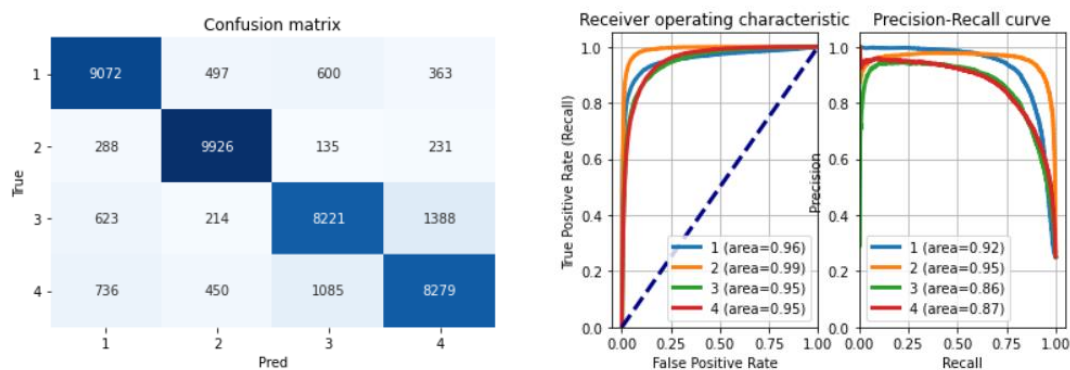 Confusion matrix
True
1 9072 497 600 363
2 288 9926 135 231
3 623 214 8221 1388
4 736 450 1085 8279
1 2 3 4
Pred
Receiver operating characteristic
True Positive Rate (Recall)
1.0
0.8
0.6
0.4
0.2
0.0
1 (area=0.96)
2 (area=0.99)
3 (area=0.95)
4 (area=0.95)
0.00 0.25 0.50 0.75 1.00
False Positive Rate
Precision-Recall curve
Precision
1.0
0.8
0.6
0.4
0.2
0.0
1 (area=0.92)
2 (area=0.95)
3 (area=0.86)
4 (area=0.87)
0.00 0.25 0.50 0.75 1.00
Recall